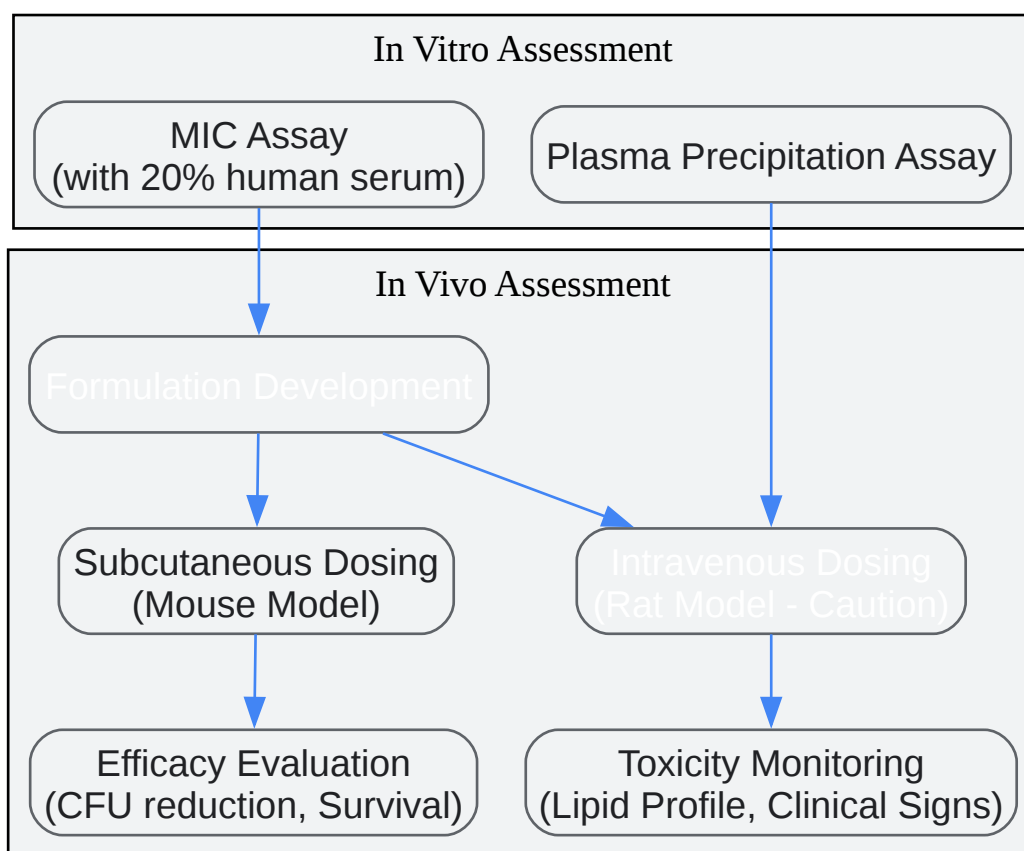 In Vitro Assessment
MIC Assay
(with 20% human serum)
Plasma Precipitation Assay
In Vivo Assessment
Formulation Development
Subcutaneous Dosing
(Mouse Model)
Intravenous Dosing
(Rat Model - Caution)
Efficacy Evaluation
(CFU reduction, Survival)
Toxicity Monitoring
(Lipid Profile, Clinical Signs)